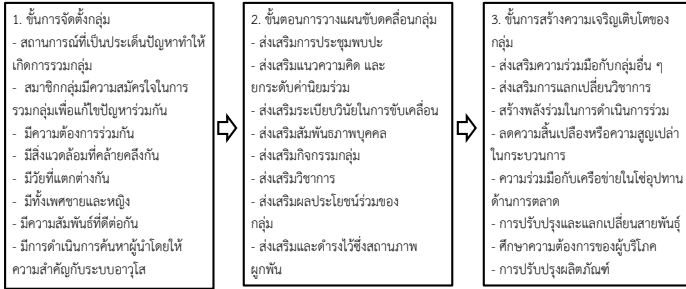 1. ขั้นการจัดตั้งกลุ่ม
- สถานการณ์ที่เป็นประเด็นปัญหาทำให้
เกิดการรวมกลุ่ม
- สมาชิกกลุ่มมีความสมัครใจในการ
รวมกลุ่มเพื่อแก้ไขปัญหาร่วมกัน
- มีความต้องการร่วมกัน
- มีสิ่งแวดล้อมที่คล้ายคลึงกัน
- มีวัยที่แตกต่างกัน
- มีทั้งเพศชายและหญิง
- มีความสัมพันธ์ที่ดีต่อกัน
- มีการดำเนินการค้นหาผู้นำโดยให้
ความสำคัญกับระบบอาวุโส
2. ขั้นตอนการวางแผนขับดคลื่อนกลุ่ม
- ส่งเสริมการประชุมพบปะ
- ส่งเสริมแนวความคิด และ
ยกระดับค่านิยมร่วม
- ส่งเสริมระเบียบวินัยในการขับเคลื่อน
- ส่งเสริมสัมพันธภาพบุคคล
- ส่งเสริมกิจกรรมกลุ่ม
- ส่งเสริมวิชาการ
- ส่งเสริมผลประโยชน์ร่วมของ
กลุ่ม
- ส่งเสริมและดำรงไว้ซึ่งสถานภาพ
ผูกพัน
3. ขั้นการสร้างความเจริญเติบโตของ
กลุ่ม
- ส่งเสริมความร่วมมือกับกลุ่มอื่น ๆ
- ส่งเสริมการแลกเปลี่ยนวิชาการ
- สร้างพลังร่วมในการดำเนินการร่วม
- ลดความสิ้นเปลืองหรือความสูญเปล่า
ในกระบวนการ
- ความร่วมมือกับเครือข่ายในโซ่อุปทาน
ด้านการตลาด
- การปรับปรุงและแลกเปลี่ยนสายพันธุ์
- ศึกษาความต้องการของผู้บริโภค
- การปรับปรุงผลิตภัณฑ์